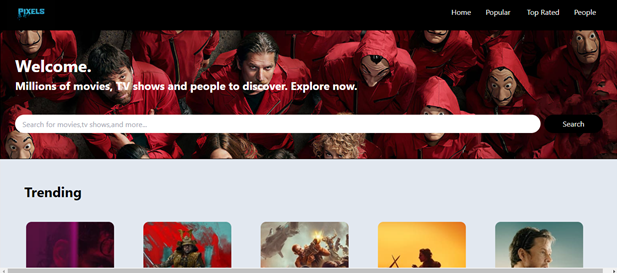 PIXELS
Home Popular Top Rated People
Welcome.
Millions of movies, TV shows and people to discover. Explore now.
Search for movies,tv shows,and more...
Search
Trending